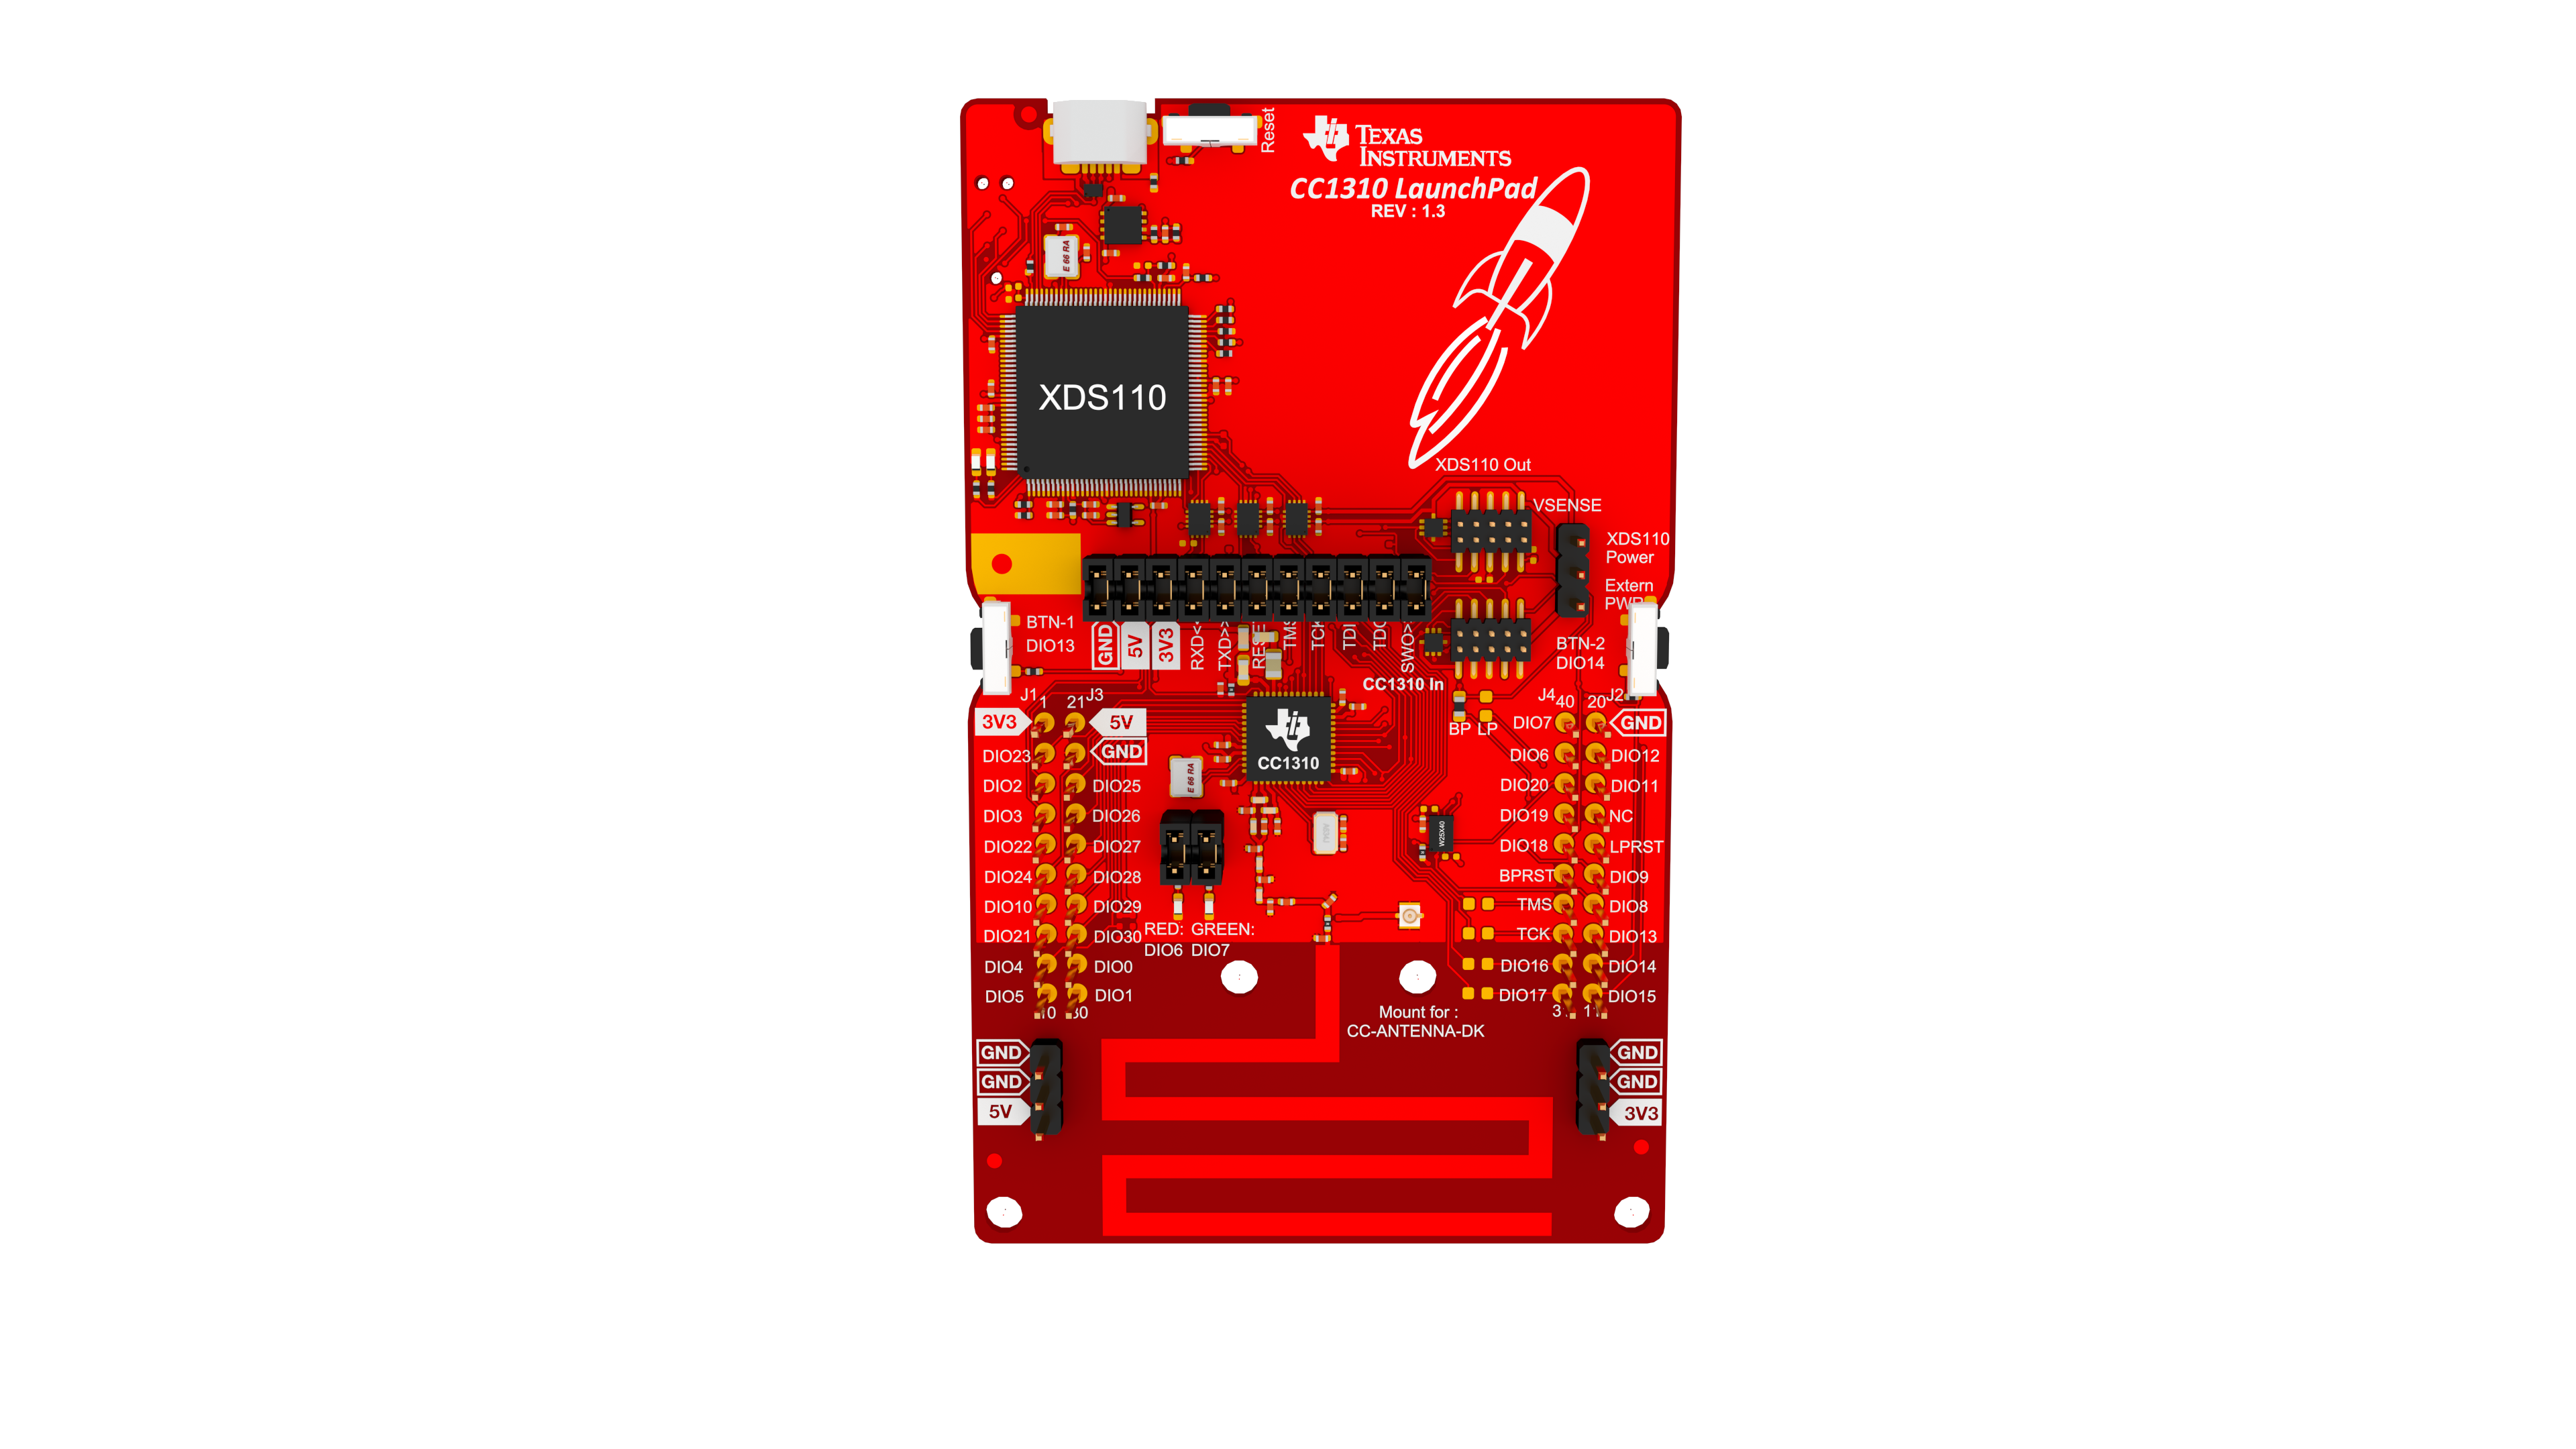 Reset
TEXAS
INSTRUMENTS
CC1310 LaunchPad
REV : 1.3
E 66 RA
XDS110
XDS110 Out
VSENSE
XDS110
Power
Extern
BTN-1
DIO13
GND
5V
3V3
RXD<
TXD>>
TMS
TCK
TDI
SWO>
CC1310 In
BTN-2
DIO14
J1
1
21
J3
J4
40
20
J2
3V3
5V
DIO7
GND
BP LP
DIO23
GND
DIO6
DIO12
CC1310
DIO2
DIO25
E 66 RA
DIO20
DIO11
DIO3
DIO26
DIO19
NC
W25X40
DIO22
DIO27
DIO18
LPRST
DIO24
DIO28
BPRST
DIO9
DIO10
DIO29
TMS
DIO8
DIO21
DIO30
RED: GREEN:
DIO6 DIO7
TCK
DIO13
DIO4
DIO0
DIO16
DIO14
DIO5
DIO1
DIO17
DIO15
Mount for :
CC-ANTENNA-DK
GND
GND
5V
GND
GND
3V3